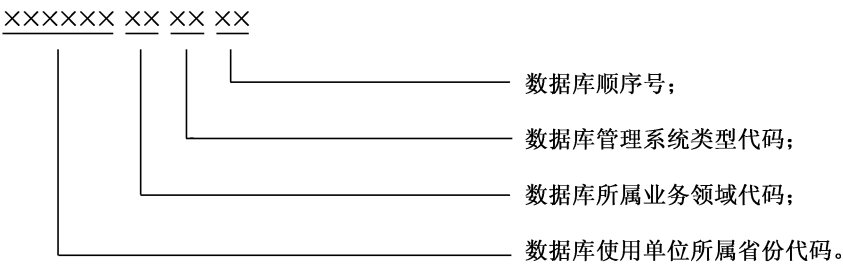 ×××××× ×× ×× ××
数据库顺序号；
数据库管理系统类型代码；
数据库所属业务领域代码；
数据库使用单位所属省份代码。